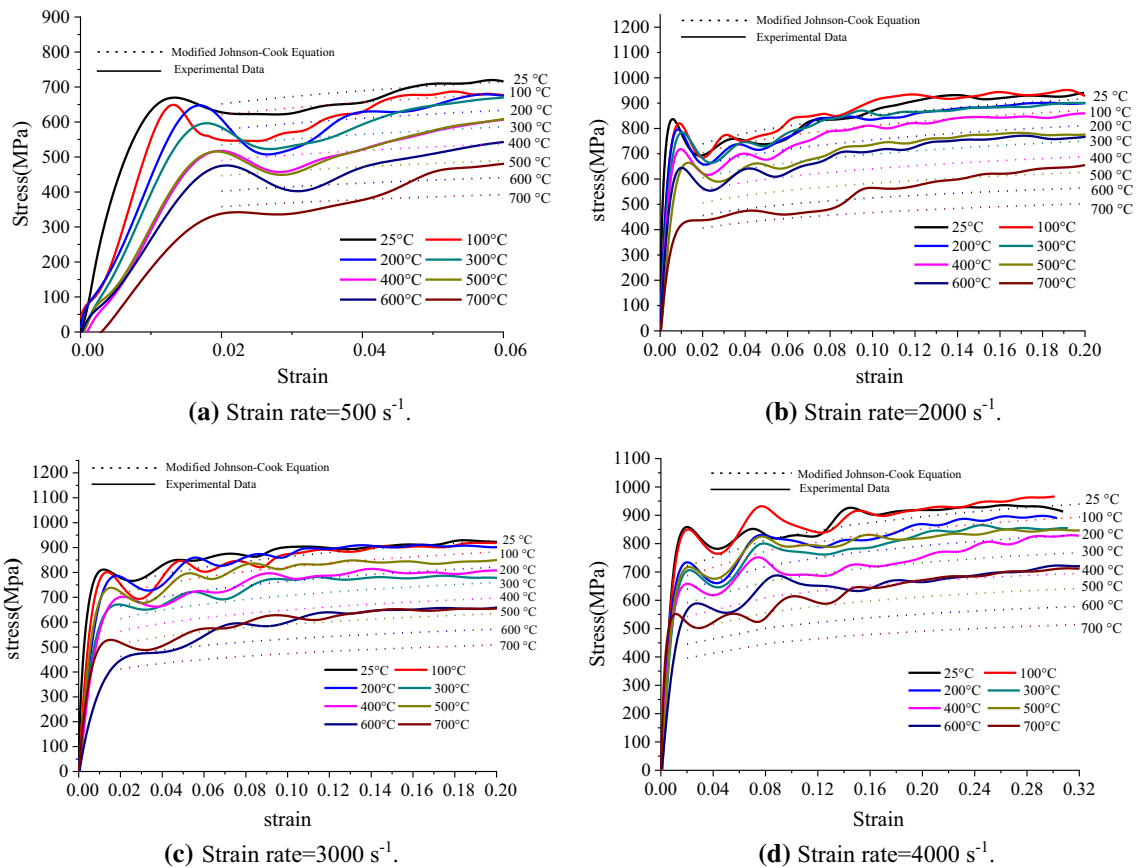 900
800
700
600
500
400
300
200
100
0
Stress(MPa)
Modified Johnson-Cook Equation
Experimental Data
25 °C
100 °C
200 °C
300 °C
400 °C
500 °C
600 °C
700 °C
25°C 100°C
200°C 300°C
400°C 500°C
600°C 700°C
0.00 0.02 0.04 0.06
Strain
(a) Strain rate=500 s⁻¹.
1200
1100
1000
900
800
700
600
500
400
300
200
100
0
stress(MPa)
Modified Johnson-Cook Equation
Experimental Data
25 °C
100 °C
200 °C
300 °C
400 °C
500 °C
600 °C
700 °C
25°C 100°C
200°C 300°C
400°C 500°C
600°C 700°C
0.00 0.02 0.04 0.06 0.08 0.10 0.12 0.14 0.16 0.18 0.20
strain
(b) Strain rate=2000 s⁻¹.
1200
1100
1000
900
800
700
600
500
400
300
200
100
0
stress(Mpa)
Modified Johnson-Cook Equation
Experimental Data
25 °C
100 °C
200 °C
300 °C
400 °C
500 °C
600 °C
700 °C
25°C 100°C
200°C 300°C
400°C 500°C
600°C 700°C
0.00 0.02 0.04 0.06 0.08 0.10 0.12 0.14 0.16 0.18 0.20
strain
(c) Strain rate=3000 s⁻¹.
1100
1000
900
800
700
600
500
400
300
200
100
0
Stress(MPa)
Modified Johnson-Cook Equation
Experimental Data
25 °C
100 °C
200 °C
300 °C
400 °C
500 °C
600 °C
700 °C
25°C 100°C
200°C 300°C
400°C 500°C
600°C 700°C
0.00 0.04 0.08 0.12 0.16 0.20 0.24 0.28 0.32
Strain
(d) Strain rate=4000 s⁻¹.